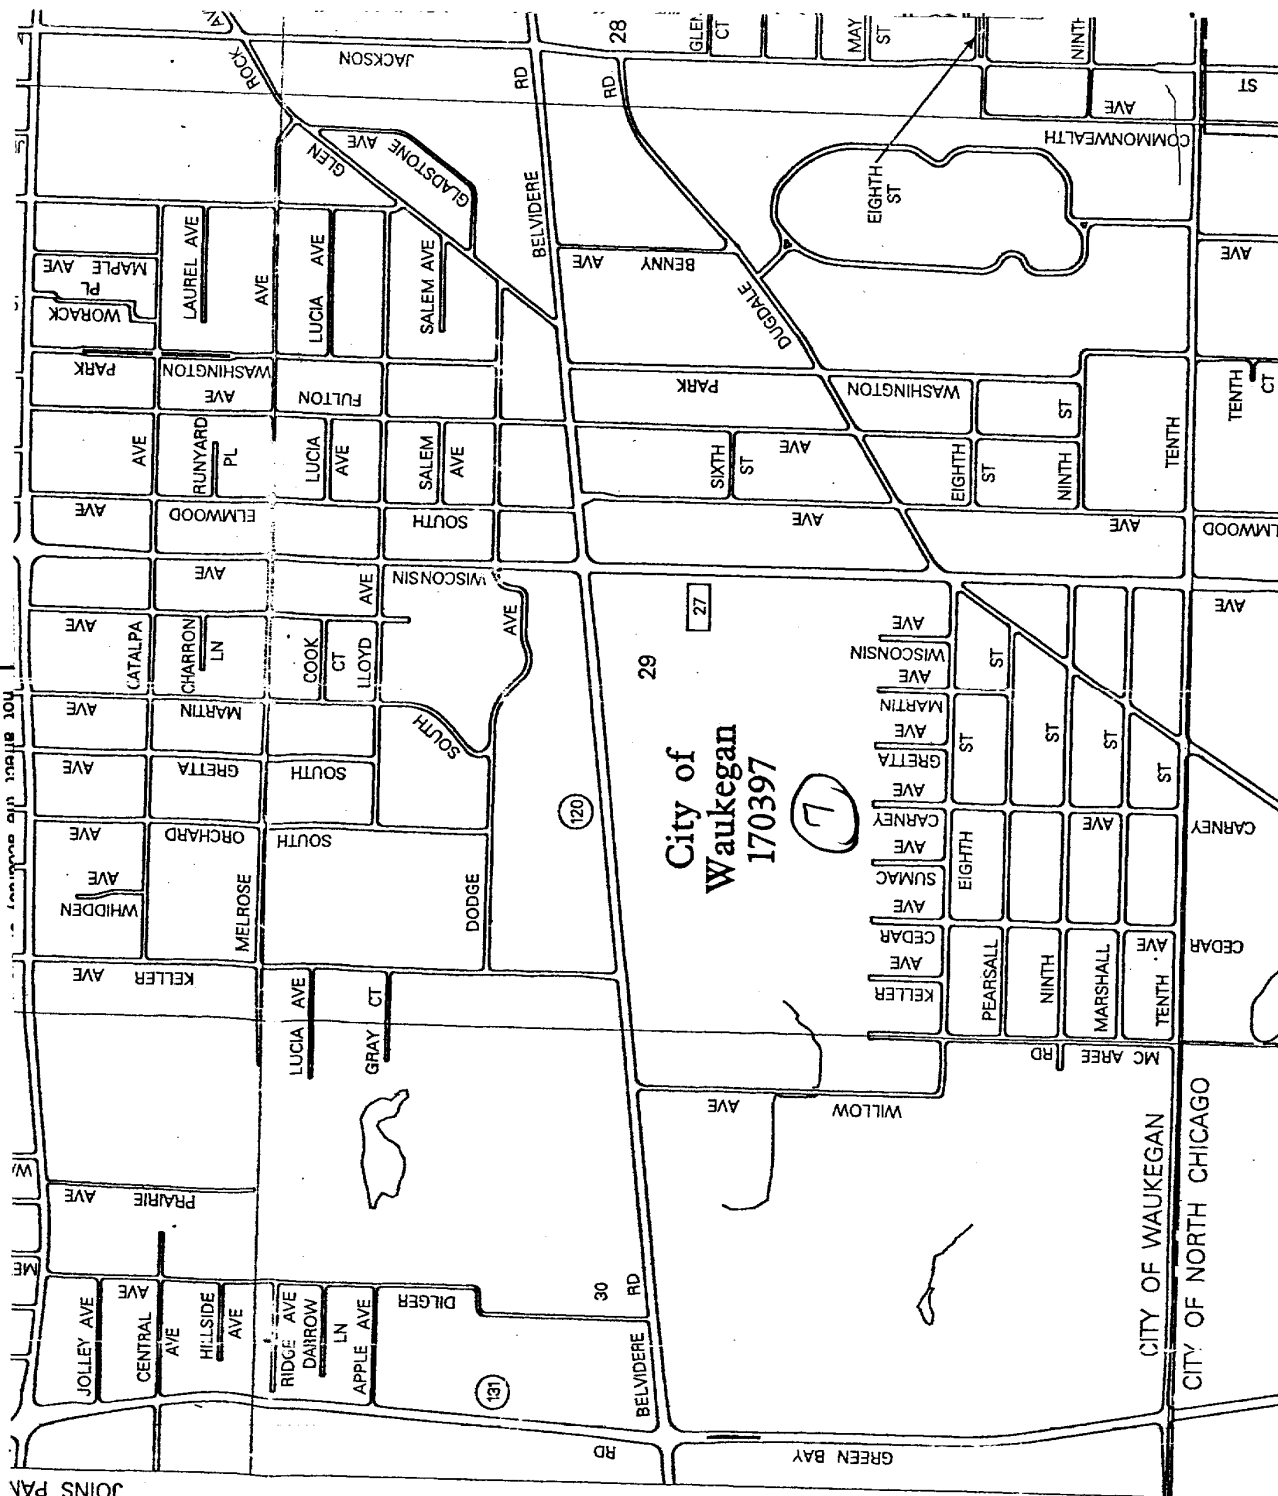 28
GLEN
CT
MAY
ST
NINTH
ROCK
JACKSON
RD
RD
AVE
ST
GLEN
GLADSTONE
AVE
COMMONWEALTH
EIGHTH
ST
BELVIDERE
MAPLE AVE
PL
WORACK
LAUREL AVE
AVE
LUCIA AVE
SALEM AVE
BENNY AVE
DUGDALE
AVE
PARK
WASHINGTON
AVE
FULTON
PARK
WASHINGTON
ST
TENTH
CT
AVE
RUNYARD
PL
LUCIA
AVE
SALEM
AVE
SIXTH
ST
AVE
EIGHTH
ST
NINTH
TENTH
ELMWOOD
AVE
SOUTH
AVE
AVE
LMWOOD
AVE
WISCONSIN
AVE
AVE
27
29
AVE
CATALPA
CHARRON
LN
COOK
CT
LLOYD
AVE
WISCONSIN
AVE
ST
AVE
MARTIN
SOUTH
MARTIN
AVE
ST
ST
ST
ST
AVE
GRETTA
SOUTH
GRETTA
AVE
120
City of
Waukegan
170397
7
AVE
ORCHARD
SOUTH
CARNEY
AVE
AVE
CARNEY
AVE
WHIDDEN
MELROSE
DODGE
SUMAC
AVE
EIGHTH
CEDAR
AVE
AVE
CEDAR
AVE
KELLER
LUCIA AVE
GRAY CT
KELLER
PEARSALL
NINTH
MARSHALL
TENTH
MC AREE RD
WILLOW AVE
PRAIRIE AVE
CITY OF WAUKEGAN
CITY OF NORTH CHICAGO
JOLLEY AVE
CENTRAL
AVE
AVE
HILLSIDE
AVE
RIDGE AVE
DARROW
LN
APPLE AVE
DILGER
30
RD
BELVIDERE
131
GREEN BAY
RD
JOINS PAN